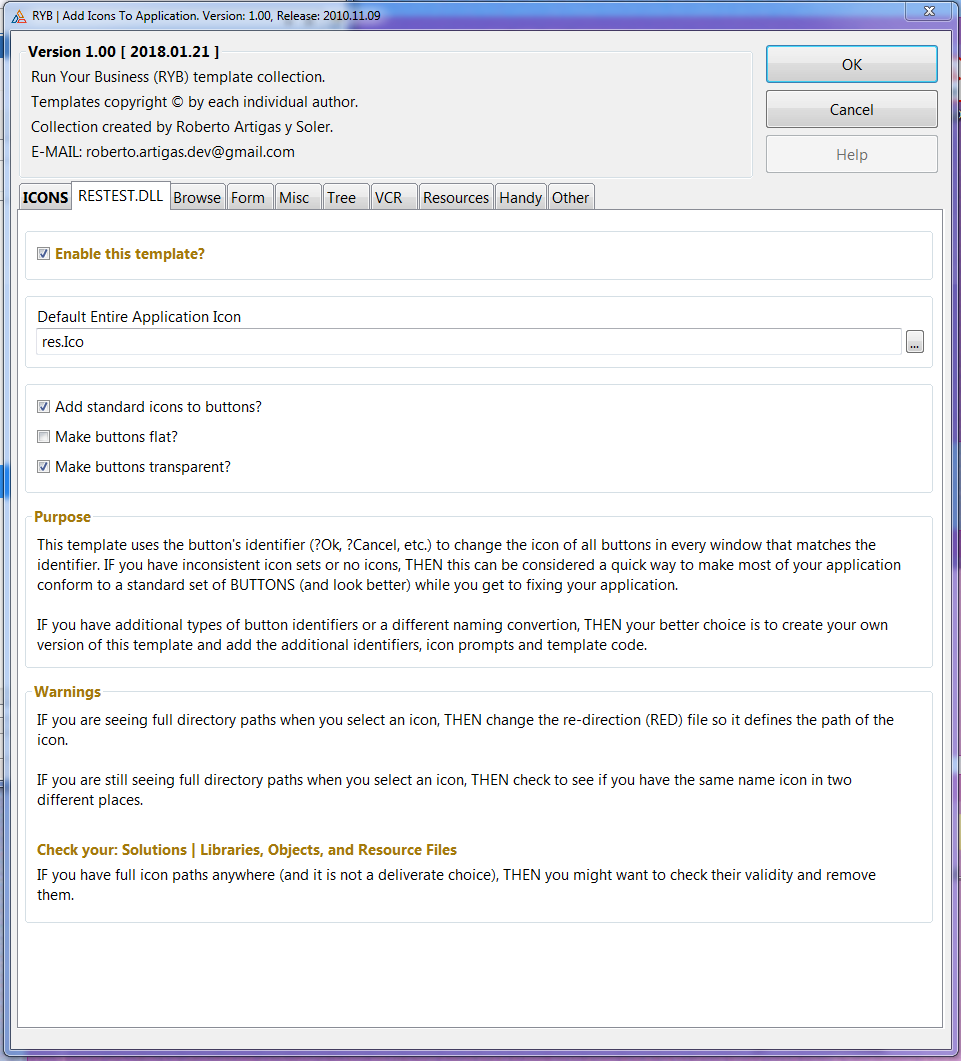 RYB | Add Icons To Application. Version: 1.00, Release: 2010.11.09
Version 1.00 [ 2018.01.21 ]
Run Your Business (RYB) template collection.
Templates copyright © by each individual author.
Collection created by Roberto Artigas y Soler.
E-MAIL: roberto.artigas.dev@gmail.com
OK
Cancel
Help
ICONS RESTEST.DLL Browse Form Misc Tree VCR Resources Handy Other
Enable this template?
Default Entire Application Icon
res.Ico
...
Add standard icons to buttons?
Make buttons flat?
Make buttons transparent?
Purpose
This template uses the button's identifier (?Ok, ?Cancel, etc.) to change the icon of all buttons in every window that matches the
identifier. IF you have inconsistent icon sets or no icons, THEN this can be considered a quick way to make most of your application
conform to a standard set of BUTTONS (and look better) while you get to fixing your application.
IF you have additional types of button identifiers or a different naming convertion, THEN your better choice is to create your own
version of this template and add the additional identifiers, icon prompts and template code.
Warnings
IF you are seeing full directory paths when you select an icon, THEN change the re-direction (RED) file so it defines the path of the
icon.
IF you are still seeing full directory paths when you select an icon, THEN check to see if you have the same name icon in two
different places.
Check your: Solutions | Libraries, Objects, and Resource Files
IF you have full icon paths anywhere (and it is not a deliverate choice), THEN you might want to check their validity and remove
them.